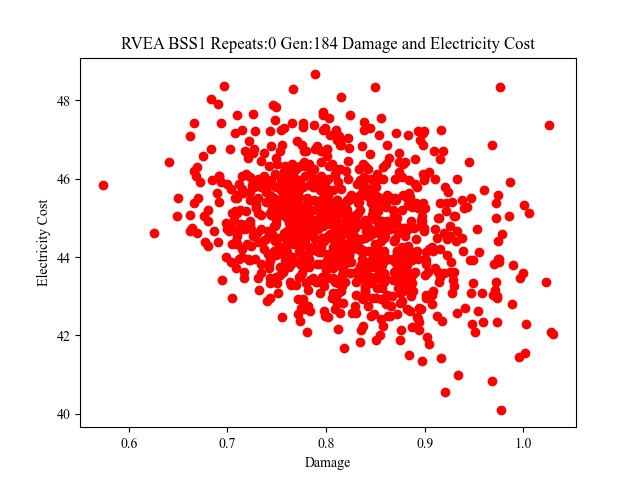 RVEA BSS1 Repeats:0 Gen:184 Damage and Electricity Cost
48
46
44
42
40
Electricity Cost
0.6 0.7 0.8 0.9 1.0
Damage